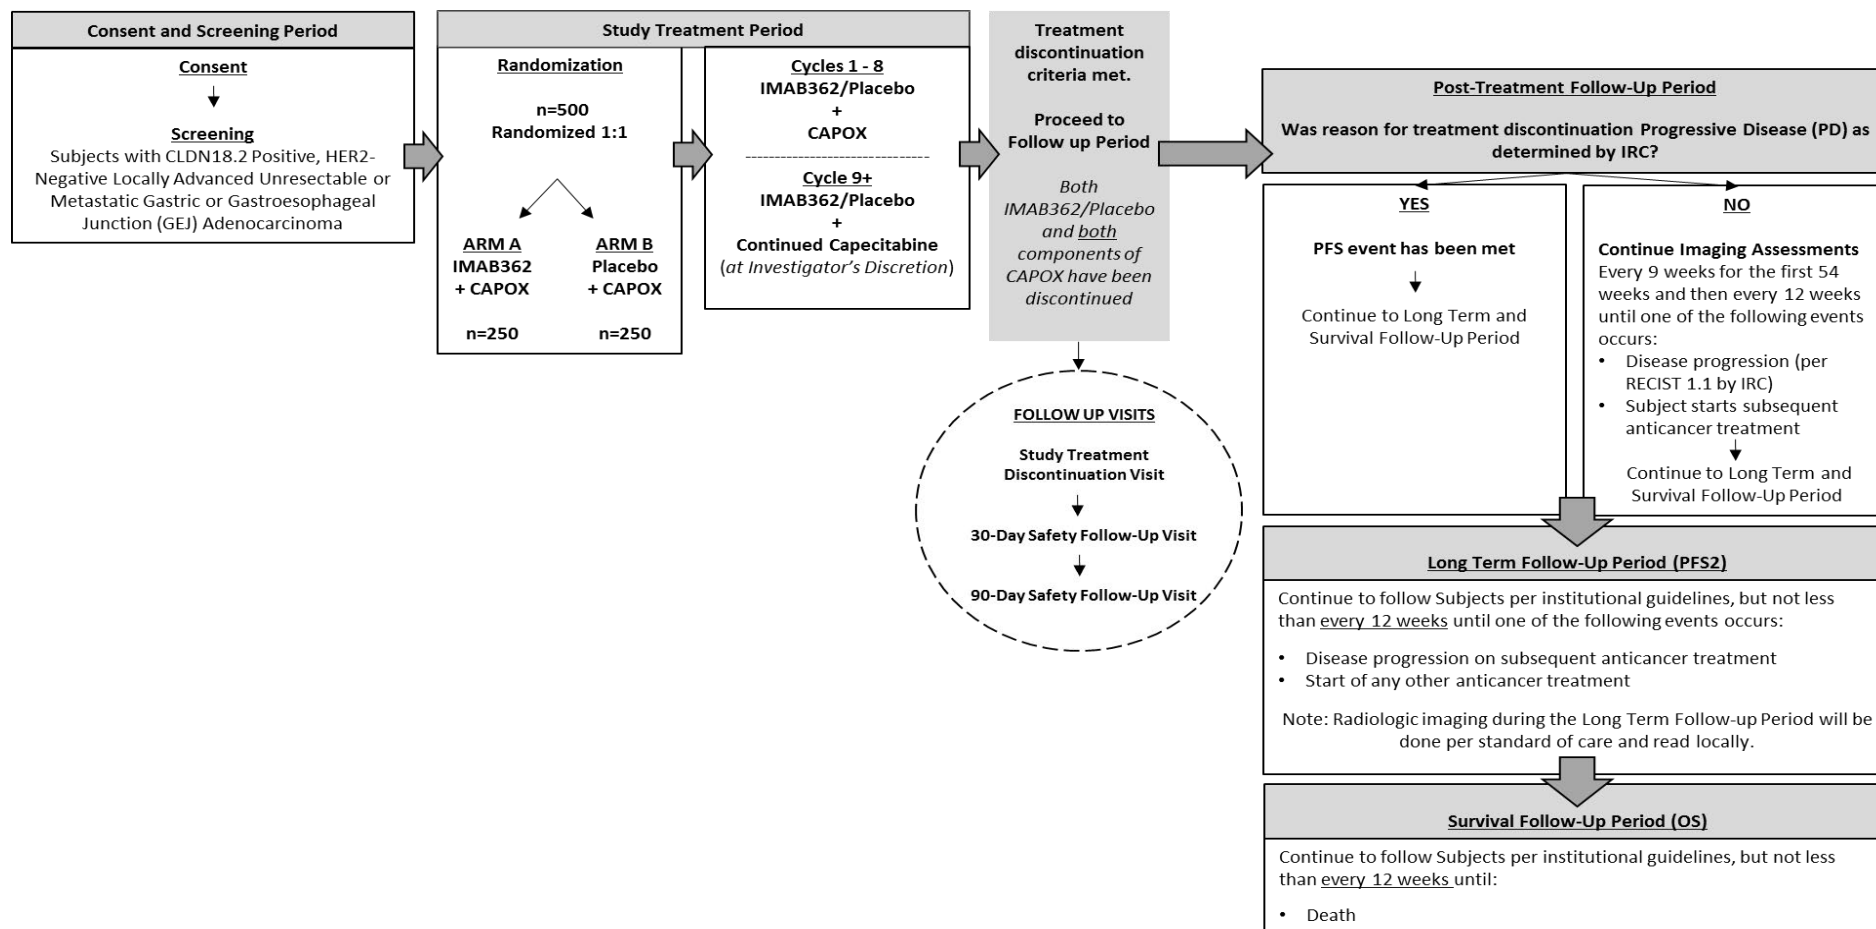 Consent and Screening Period
Consent
Screening
Subjects with CLDN18.2 Positive, HER2-
Negative Locally Advanced Unresectable or
Metastatic Gastric or Gastroesophageal
Junction (GEJ) Adenocarcinoma
Study Treatment Period
Randomization
n=500
Randomized 1:1
ARM A
IMAB362
+ CAPOX
n=250
ARM B
Placebo
+ CAPOX
n=250
Cycles 1 - 8
IMAB362/Placebo
+
CAPOX
-------------------------------
Cycle 9+
IMAB362/Placebo
+
Continued Capecitabine
(at Investigator's Discretion)
Treatment
discontinuation
criteria met.
Proceed to
Follow up Period
Both
IMAB362/Placebo
and both
components of
CAPOX have been
discontinued
FOLLOW UP VISITS
Study Treatment
Discontinuation Visit
30-Day Safety Follow-Up Visit
90-Day Safety Follow-Up Visit
Post-Treatment Follow-Up Period
Was reason for treatment discontinuation Progressive Disease (PD) as
determined by IRC?
YES
PFS event has been met
Continue to Long Term and
Survival Follow-Up Period
NO
Continue Imaging Assessments
Every 9 weeks for the first 54
weeks and then every 12 weeks
until one of the following events
occurs:
• Disease progression (per
RECIST 1.1 by IRC)
• Subject starts subsequent
anticancer treatment
Continue to Long Term and
Survival Follow-Up Period
Long Term Follow-Up Period (PFS2)
Continue to follow Subjects per institutional guidelines, but not less
than every 12 weeks until one of the following events occurs:
• Disease progression on subsequent anticancer treatment
• Start of any other anticancer treatment
Note: Radiologic imaging during the Long Term Follow-up Period will be
done per standard of care and read locally.
Survival Follow-Up Period (OS)
Continue to follow Subjects per institutional guidelines, but not less
than every 12 weeks until:
• Death